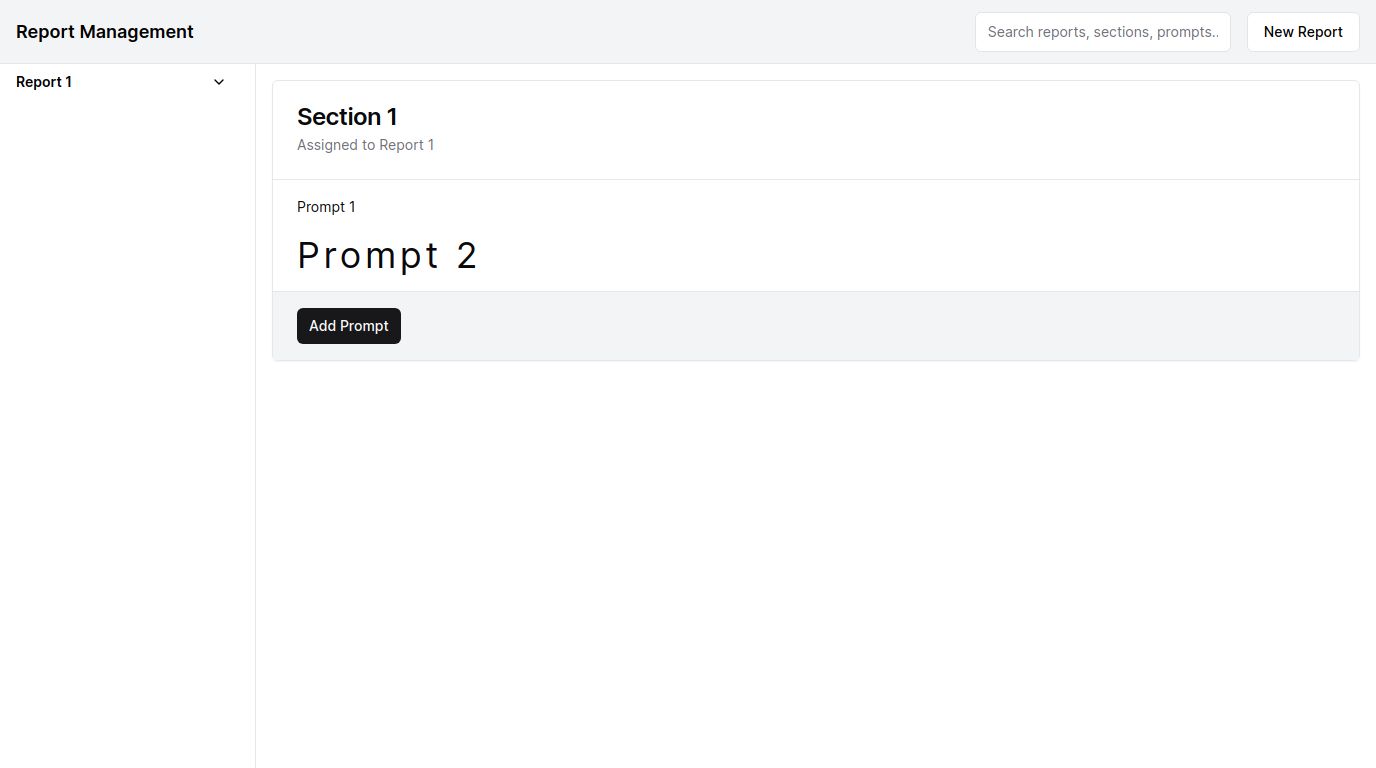 Report Management
Search reports, sections, prompts..
New Report
Report 1
Section 1
Assigned to Report 1
Prompt 1
Prompt 2
Add Prompt